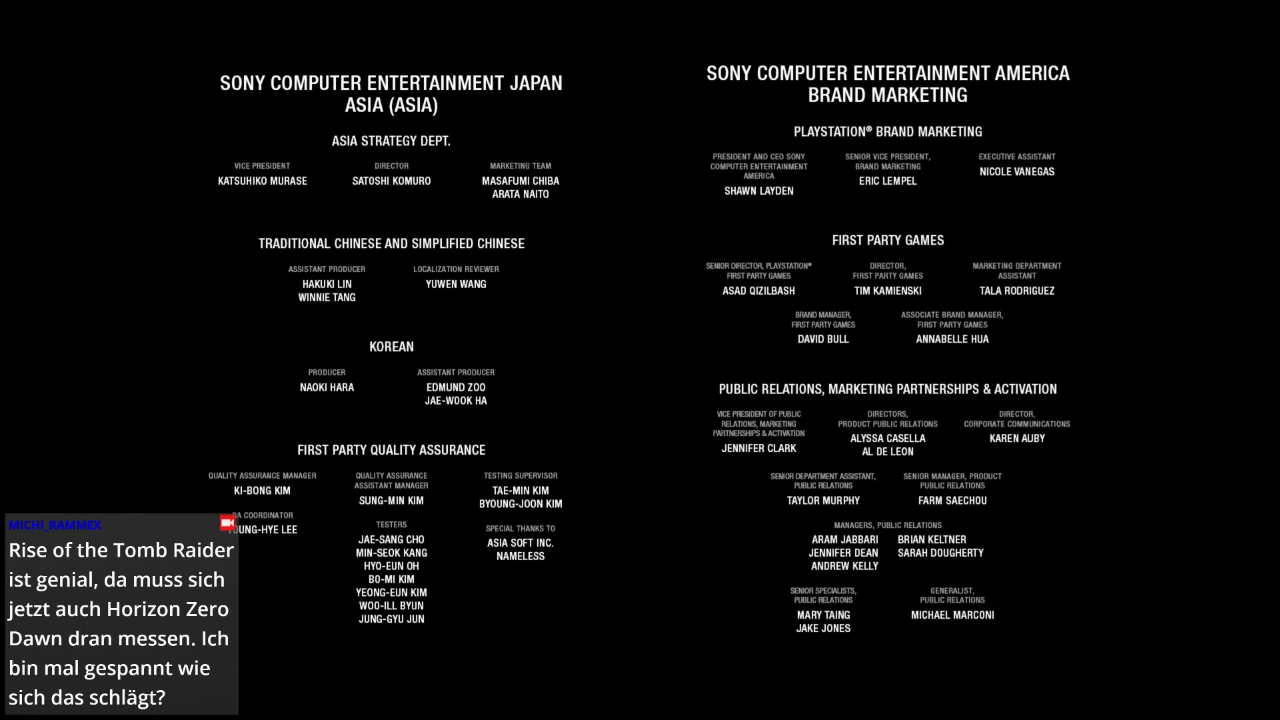 SONY COMPUTER ENTERTAINMENT JAPAN
ASIA (ASIA)
ASIA STRATEGY DEPT.
VICE PRESIDENT
KATSUHIKO MURASE
DIRECTOR
SATOSHI KOMURO
MARKETING TEAM
MASAFUMI CHIBA
ARATA NAITO
TRADITIONAL CHINESE AND SIMPLIFIED CHINESE
ASSISTANT PRODUCER
HAKUKI LIN
WINNIE TANG
LOCALIZATION REVIEWER
YUWEN WANG
KOREAN
PRODUCER
NAOKI HARA
ASSISTANT PRODUCER
EDMUND ZOO
JAE-WOOK HA
FIRST PARTY QUALITY ASSURANCE
QUALITY ASSURANCE MANAGER
KI-BONG KIM
QUALITY ASSURANCE
ASSISTANT MANAGER
SUNG-MIN KIM
TESTING SUPERVISOR
TAE-MIN KIM
BYOUNG-JOON KIM
COORDINATOR
LEE
TESTERS
JAE-SANG CHO
MIN-SEOK KANG
HYO-EUN OH
BO-MI KIM
YEONG-EUN KIM
WOO-ILL BYUN
JUNG-GYU JUN
SPECIAL THANKS TO
ASIA SOFT INC.
NAMELESS
SONY COMPUTER ENTERTAINMENT AMERICA
BRAND MARKETING
PLAYSTATION® BRAND MARKETING
PRESIDENT AND CEO SONY
COMPUTER ENTERTAINMENT
AMERICA
SHAWN LAYDEN
SENIOR VICE PRESIDENT,
BRAND MARKETING
ERIC LEMPEL
EXECUTIVE ASSISTANT
NICOLE VANEGAS
FIRST PARTY GAMES
SENIOR DIRECTOR, PLAYSTATION®
FIRST PARTY GAMES
ASAD QIZILBASH
DIRECTOR,
FIRST PARTY GAMES
TIM KAMIENSKI
MARKETING DEPARTMENT
ASSISTANT
TALA RODRIGUEZ
BRAND MANAGER,
FIRST PARTY GAMES
DAVID BULL
ASSOCIATE BRAND MANAGER,
FIRST PARTY GAMES
ANNABELLE HUA
PUBLIC RELATIONS, MARKETING PARTNERSHIPS & ACTIVATION
VICE PRESIDENT OF PUBLIC
RELATIONS, MARKETING
PARTNERSHIPS & ACTIVATION
JENNIFER CLARK
DIRECTORS,
PRODUCT PUBLIC RELATIONS
ALYSSA CASELLA
AL DE LEON
DIRECTOR,
CORPORATE COMMUNICATIONS
KAREN AUBY
SENIOR DEPARTMENT ASSISTANT,
PUBLIC RELATIONS
TAYLOR MURPHY
SENIOR MANAGER, PRODUCT
PUBLIC RELATIONS
FARM SAECHOU
MANAGERS, PUBLIC RELATIONS
ARAM JABBARI
JENNIFER DEAN
ANDREW KELLY
BRIAN KELTNER
SARAH DOUGHERTY
SENIOR SPECIALISTS,
PUBLIC RELATIONS
MARY TAING
JAKE JONES
GENERALIST,
PUBLIC RELATIONS
MICHAEL MARCONI
MICHI_RAMMEX
Rise of the Tomb Raider
ist genial, da muss sich
jetzt auch Horizon Zero
Dawn dran messen. Ich
bin mal gespannt wie
sich das schlägt?